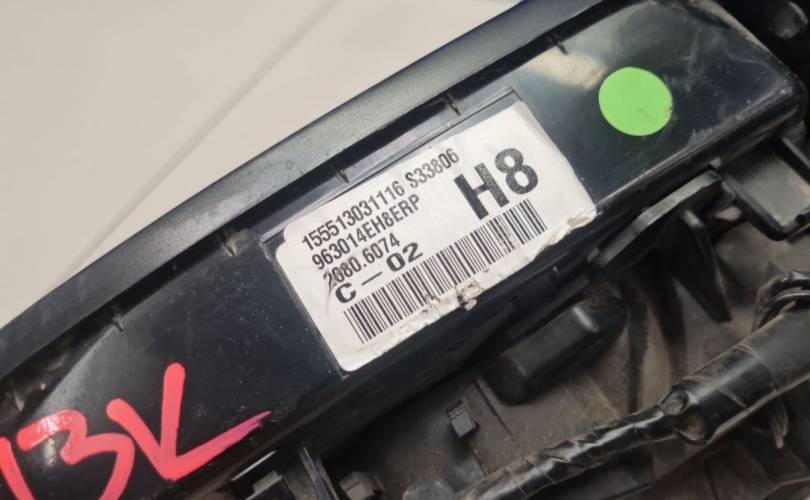 155513031116 S33806
963014EH8ERP
2080.6074
C-02
H8
13K